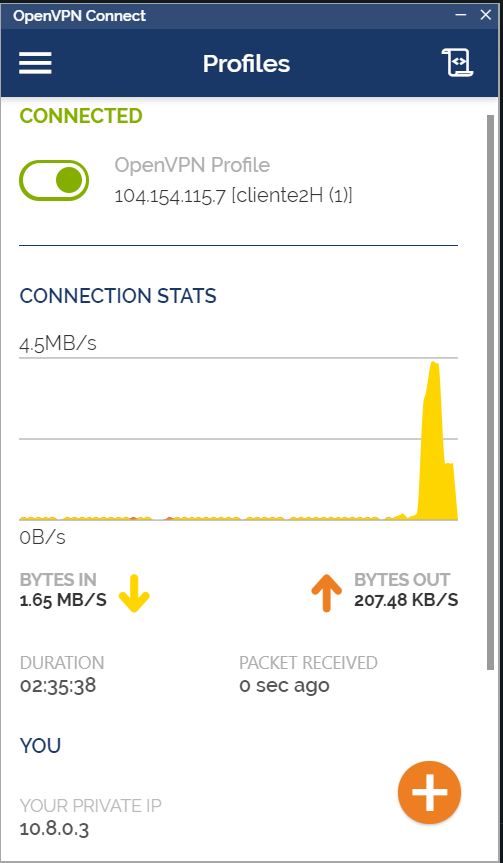 OpenVPN Connect
Profiles
CONNECTED
OpenVPN Profile
104.154.115.7 [cliente2H (1)]
CONNECTION STATS
4.5MB/s
0B/s
BYTES IN
1.65 MB/S
BYTES OUT
207.48 KB/S
DURATION
02:35:38
PACKET RECEIVED
0 sec ago
YOU
YOUR PRIVATE IP
10.8.0.3